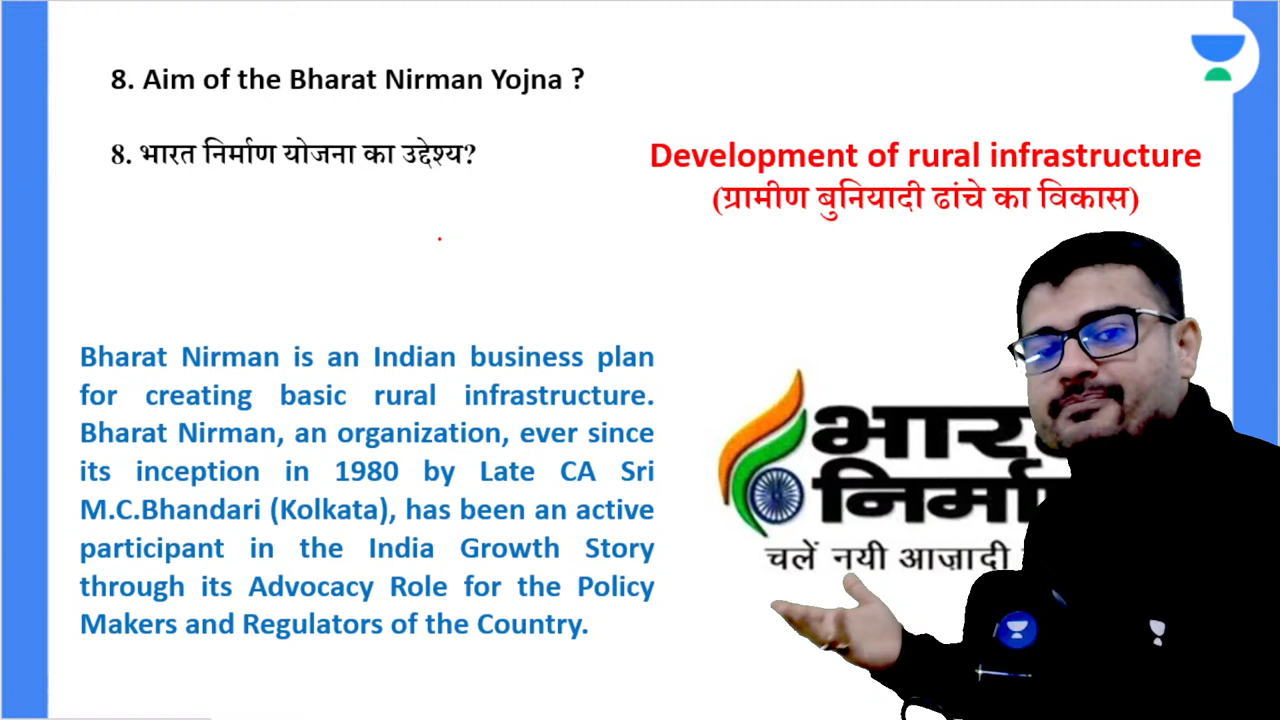 8. Aim of the Bharat Nirman Yojna ?
8. भारत निर्माण योजना का उद्देश्य?
Development of rural infrastructure
(ग्रामीण बुनियादी ढांचे का विकास)
Bharat Nirman is an Indian business plan
for creating basic rural infrastructure.
Bharat Nirman, an organization, ever since
its inception in 1980 by Late CA Sri
M.C.Bhandari (Kolkata), has been an active
participant in the India Growth Story
through its Advocacy Role for the Policy
Makers and Regulators of the Country.
चलें नयी आज़ादी